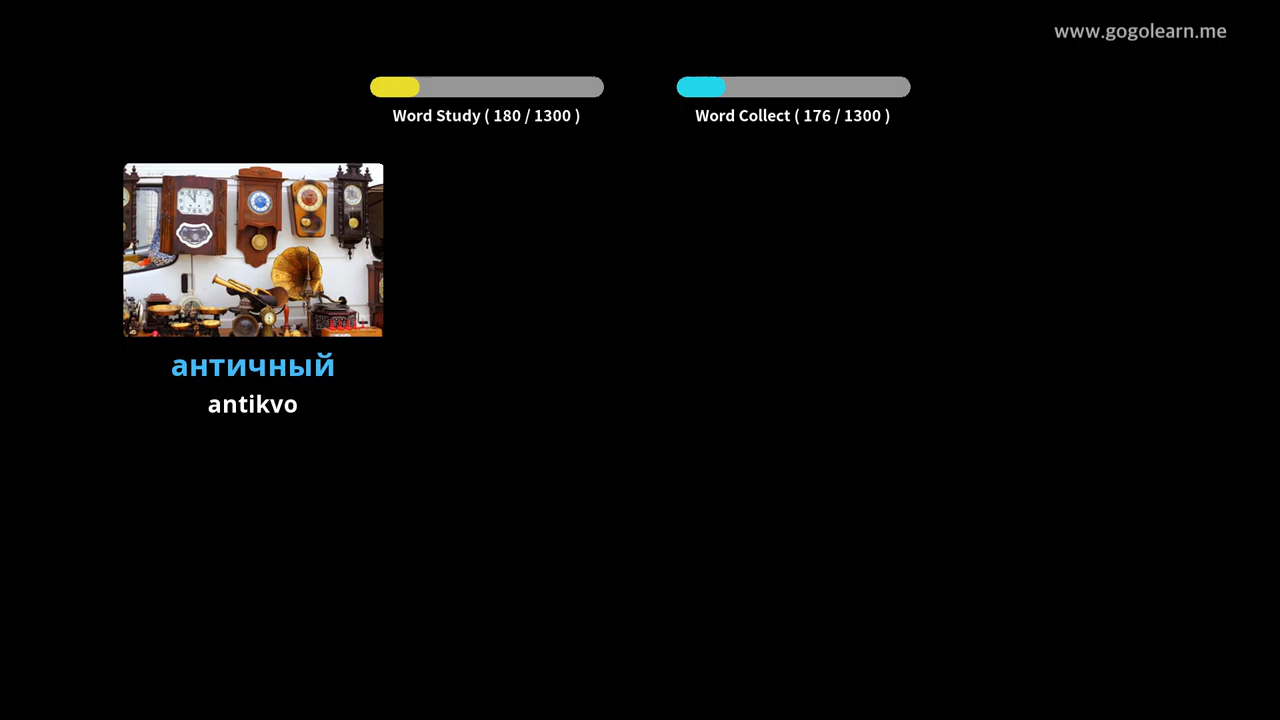 www.gogolearn.me
Word Study ( 180 / 1300 )
Word Collect ( 176 / 1300 )
античный
antikvo